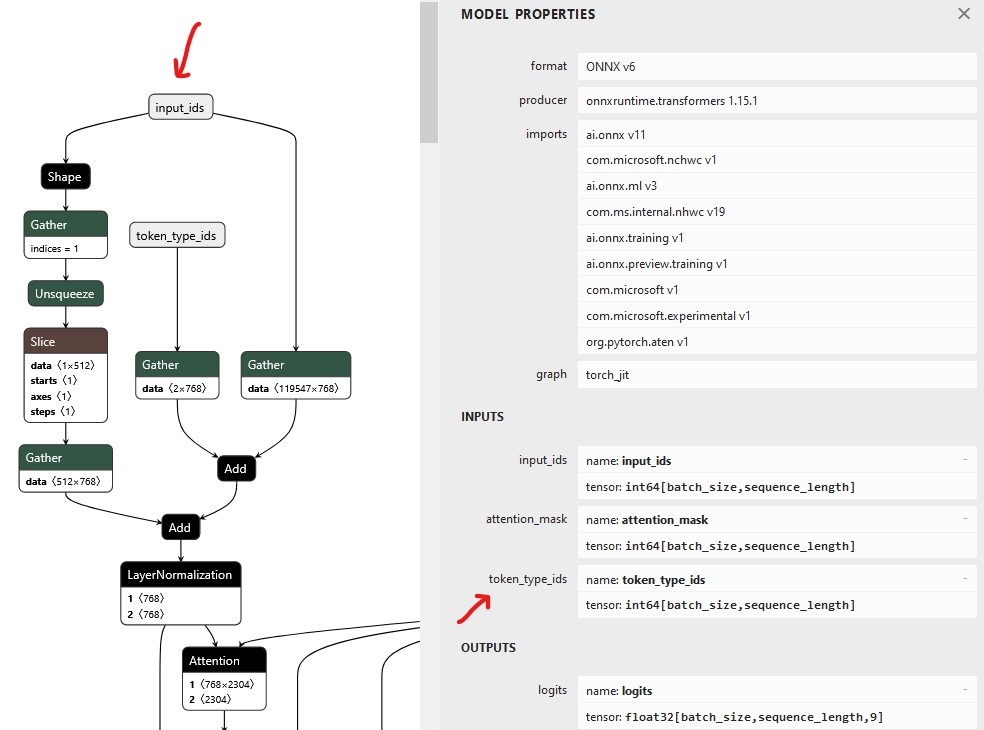 input_ids
Shape
Gather
indices = 1
token_type_ids
Unsqueeze
Slice
data ⟨1×512⟩
starts ⟨1⟩
axes ⟨1⟩
steps ⟨1⟩
Gather
data ⟨2×768⟩
Gather
data ⟨119547×768⟩
Gather
data ⟨512×768⟩
Add
Add
LayerNormalization
1 ⟨768⟩
2 ⟨768⟩
Attention
1 ⟨768×2304⟩
2 ⟨2304⟩
MODEL PROPERTIES ×
format ONNX v6
producer onnxruntime.transformers 1.15.1
imports ai.onnx v11
com.microsoft.nchwc v1
ai.onnx.ml v3
com.ms.internal.nhwc v19
ai.onnx.training v1
ai.onnx.preview.training v1
com.microsoft v1
com.microsoft.experimental v1
org.pytorch.aten v1
graph torch_jit
INPUTS
input_ids name: input_ids -
tensor: int64[batch_size,sequence_length]
attention_mask name: attention_mask -
tensor: int64[batch_size,sequence_length]
token_type_ids name: token_type_ids -
tensor: int64[batch_size,sequence_length]
OUTPUTS
logits name: logits -
tensor: float32[batch_size,sequence_length,9]